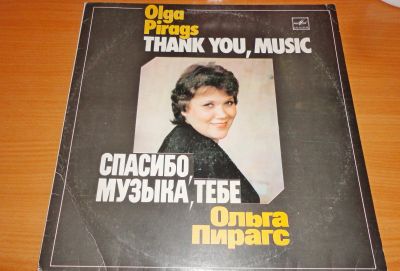 Olga
Pirags
THANK YOU, MUSIC
СПАСИБО,
МУЗЫКА, ТЕБЕ
Ольга
Пирагс